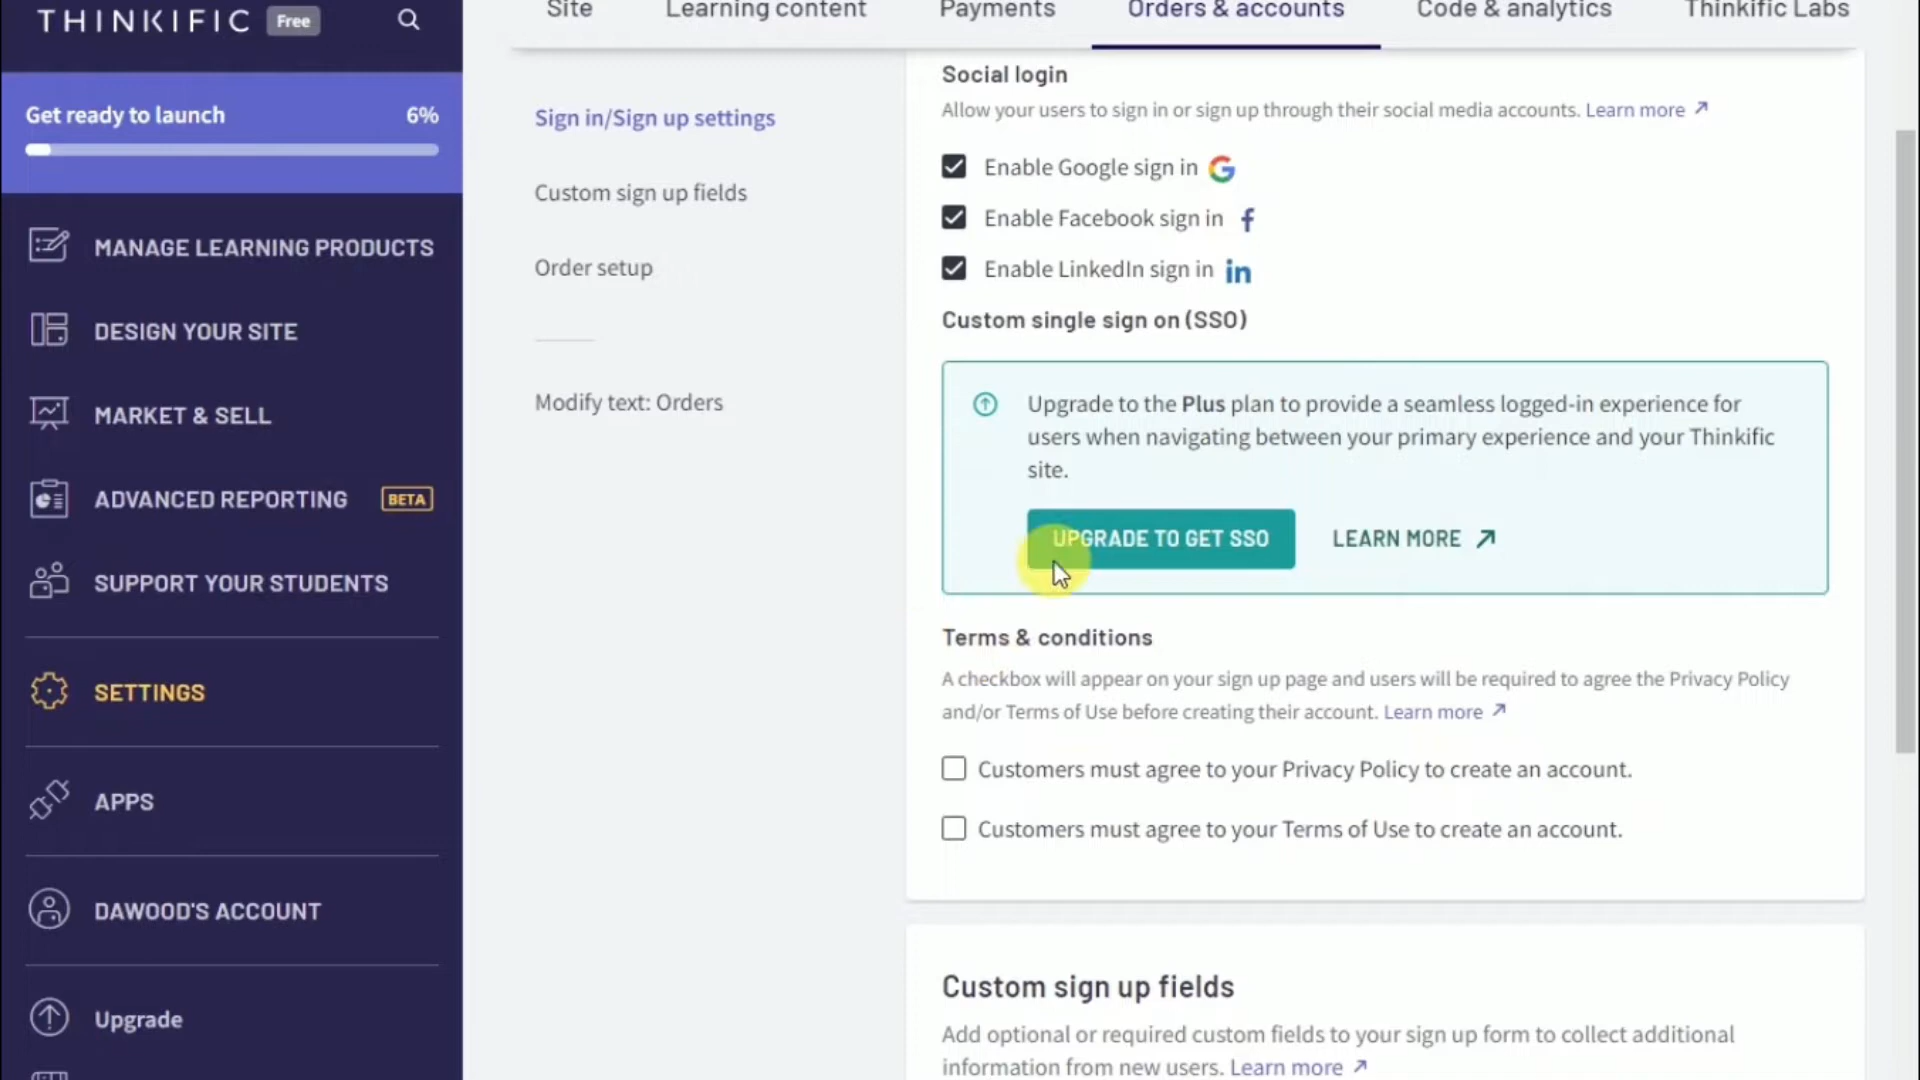 THINKIFIC Free
Site Learning content Payments Orders & accounts Code & analytics Thinkific Labs
Get ready to launch 6%
MANAGE LEARNING PRODUCTS
DESIGN YOUR SITE
MARKET & SELL
ADVANCED REPORTING BETA
SUPPORT YOUR STUDENTS
SETTINGS
APPS
DAWOOD'S ACCOUNT
Upgrade
Sign in/Sign up settings
Custom sign up fields
Order setup
Modify text: Orders
Social login
Allow your users to sign in or sign up through their social media accounts. Learn more
Enable Google sign in
Enable Facebook sign in
Enable LinkedIn sign in in
Custom single sign on (SSO)
Upgrade to the Plus plan to provide a seamless logged-in experience for
users when navigating between your primary experience and your Thinkific
site.
UPGRADE TO GET SSO LEARN MORE
Terms & conditions
A checkbox will appear on your sign up page and users will be required to agree the Privacy Policy
and/or Terms of Use before creating their account. Learn more
Customers must agree to your Privacy Policy to create an account.
Customers must agree to your Terms of Use to create an account.
Custom sign up fields
Add optional or required custom fields to your sign up form to collect additional
information from new users. Learn more